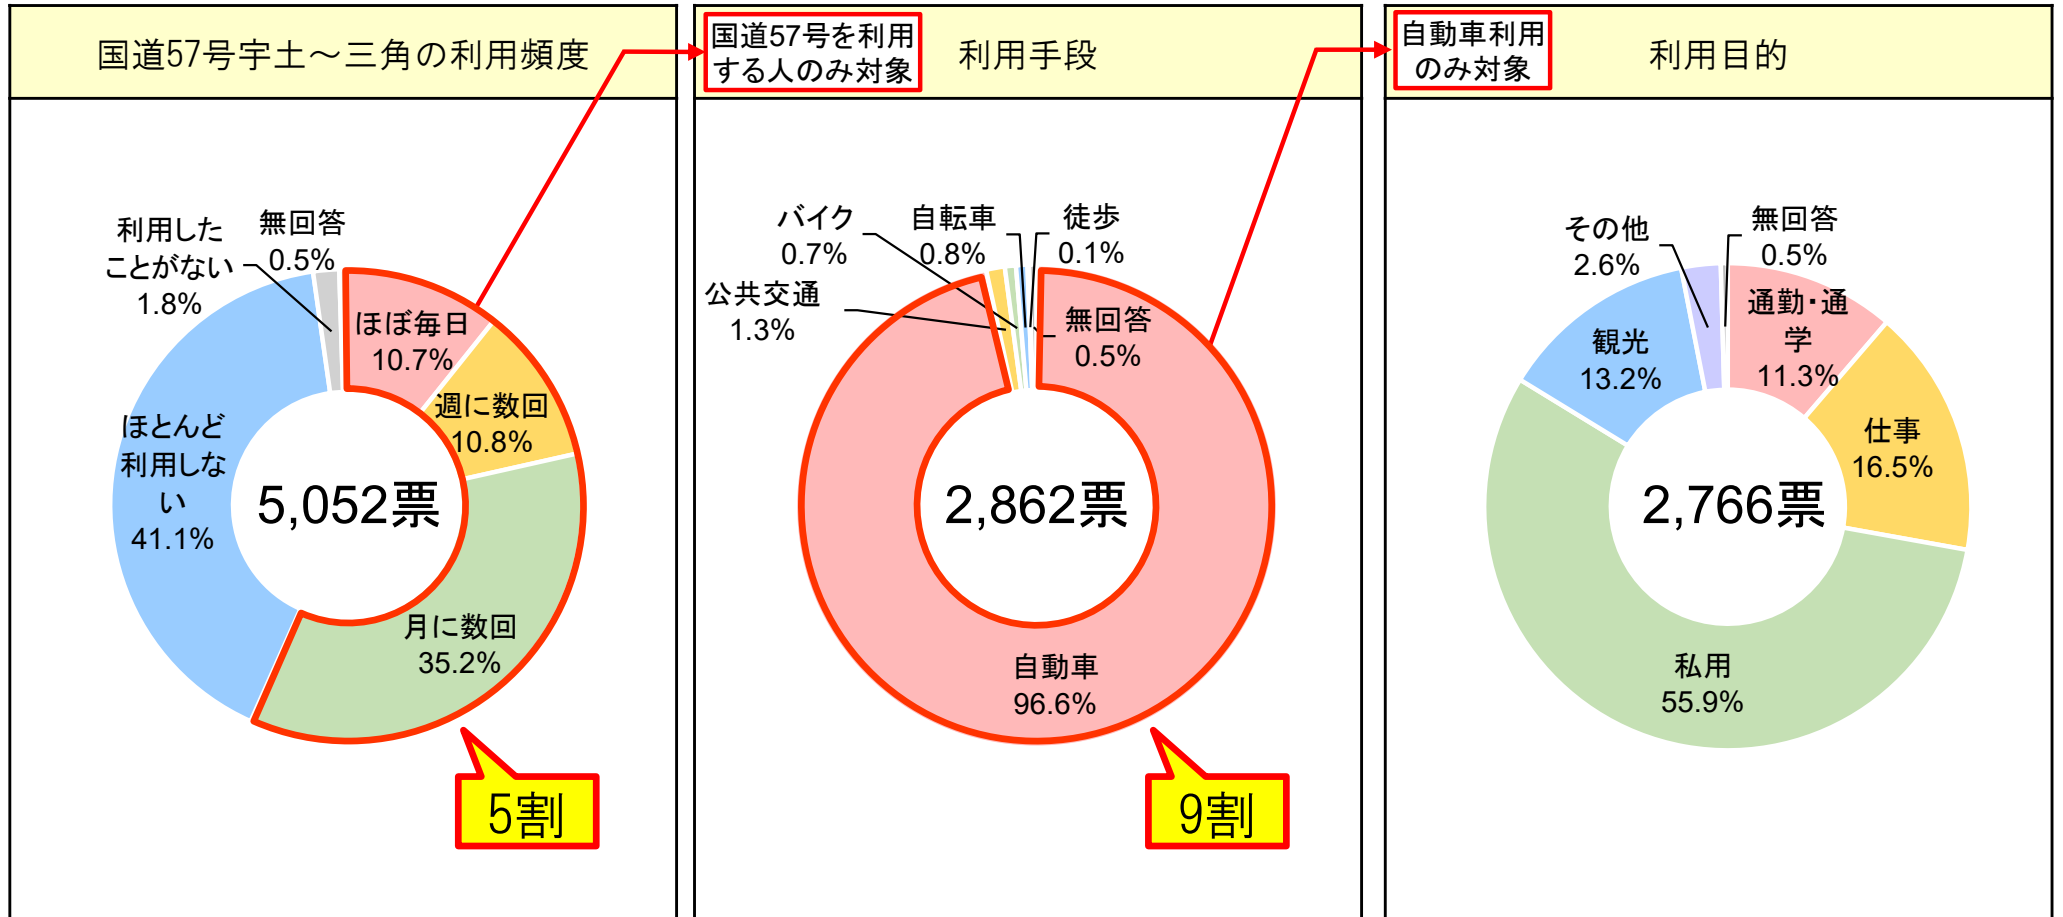 国道57号宇土～三角の利用頻度
利用した
ことがない
1.8%
無回答
0.5%
ほぼ毎日
10.7%
週に数回
10.8%
ほとんど
利用しな
い
41.1%
5,052票
月に数回
35.2%
5割
国道57号を利用
する人のみ対象
利用手段
バイク
0.7%
自転車
0.8%
徒歩
0.1%
公共交通
1.3%
無回答
0.5%
2,862票
自動車
96.6%
9割
自動車利用
のみ対象
利用目的
その他
2.6%
無回答
0.5%
通勤・通
学
11.3%
観光
13.2%
仕事
16.5%
2,766票
私用
55.9%